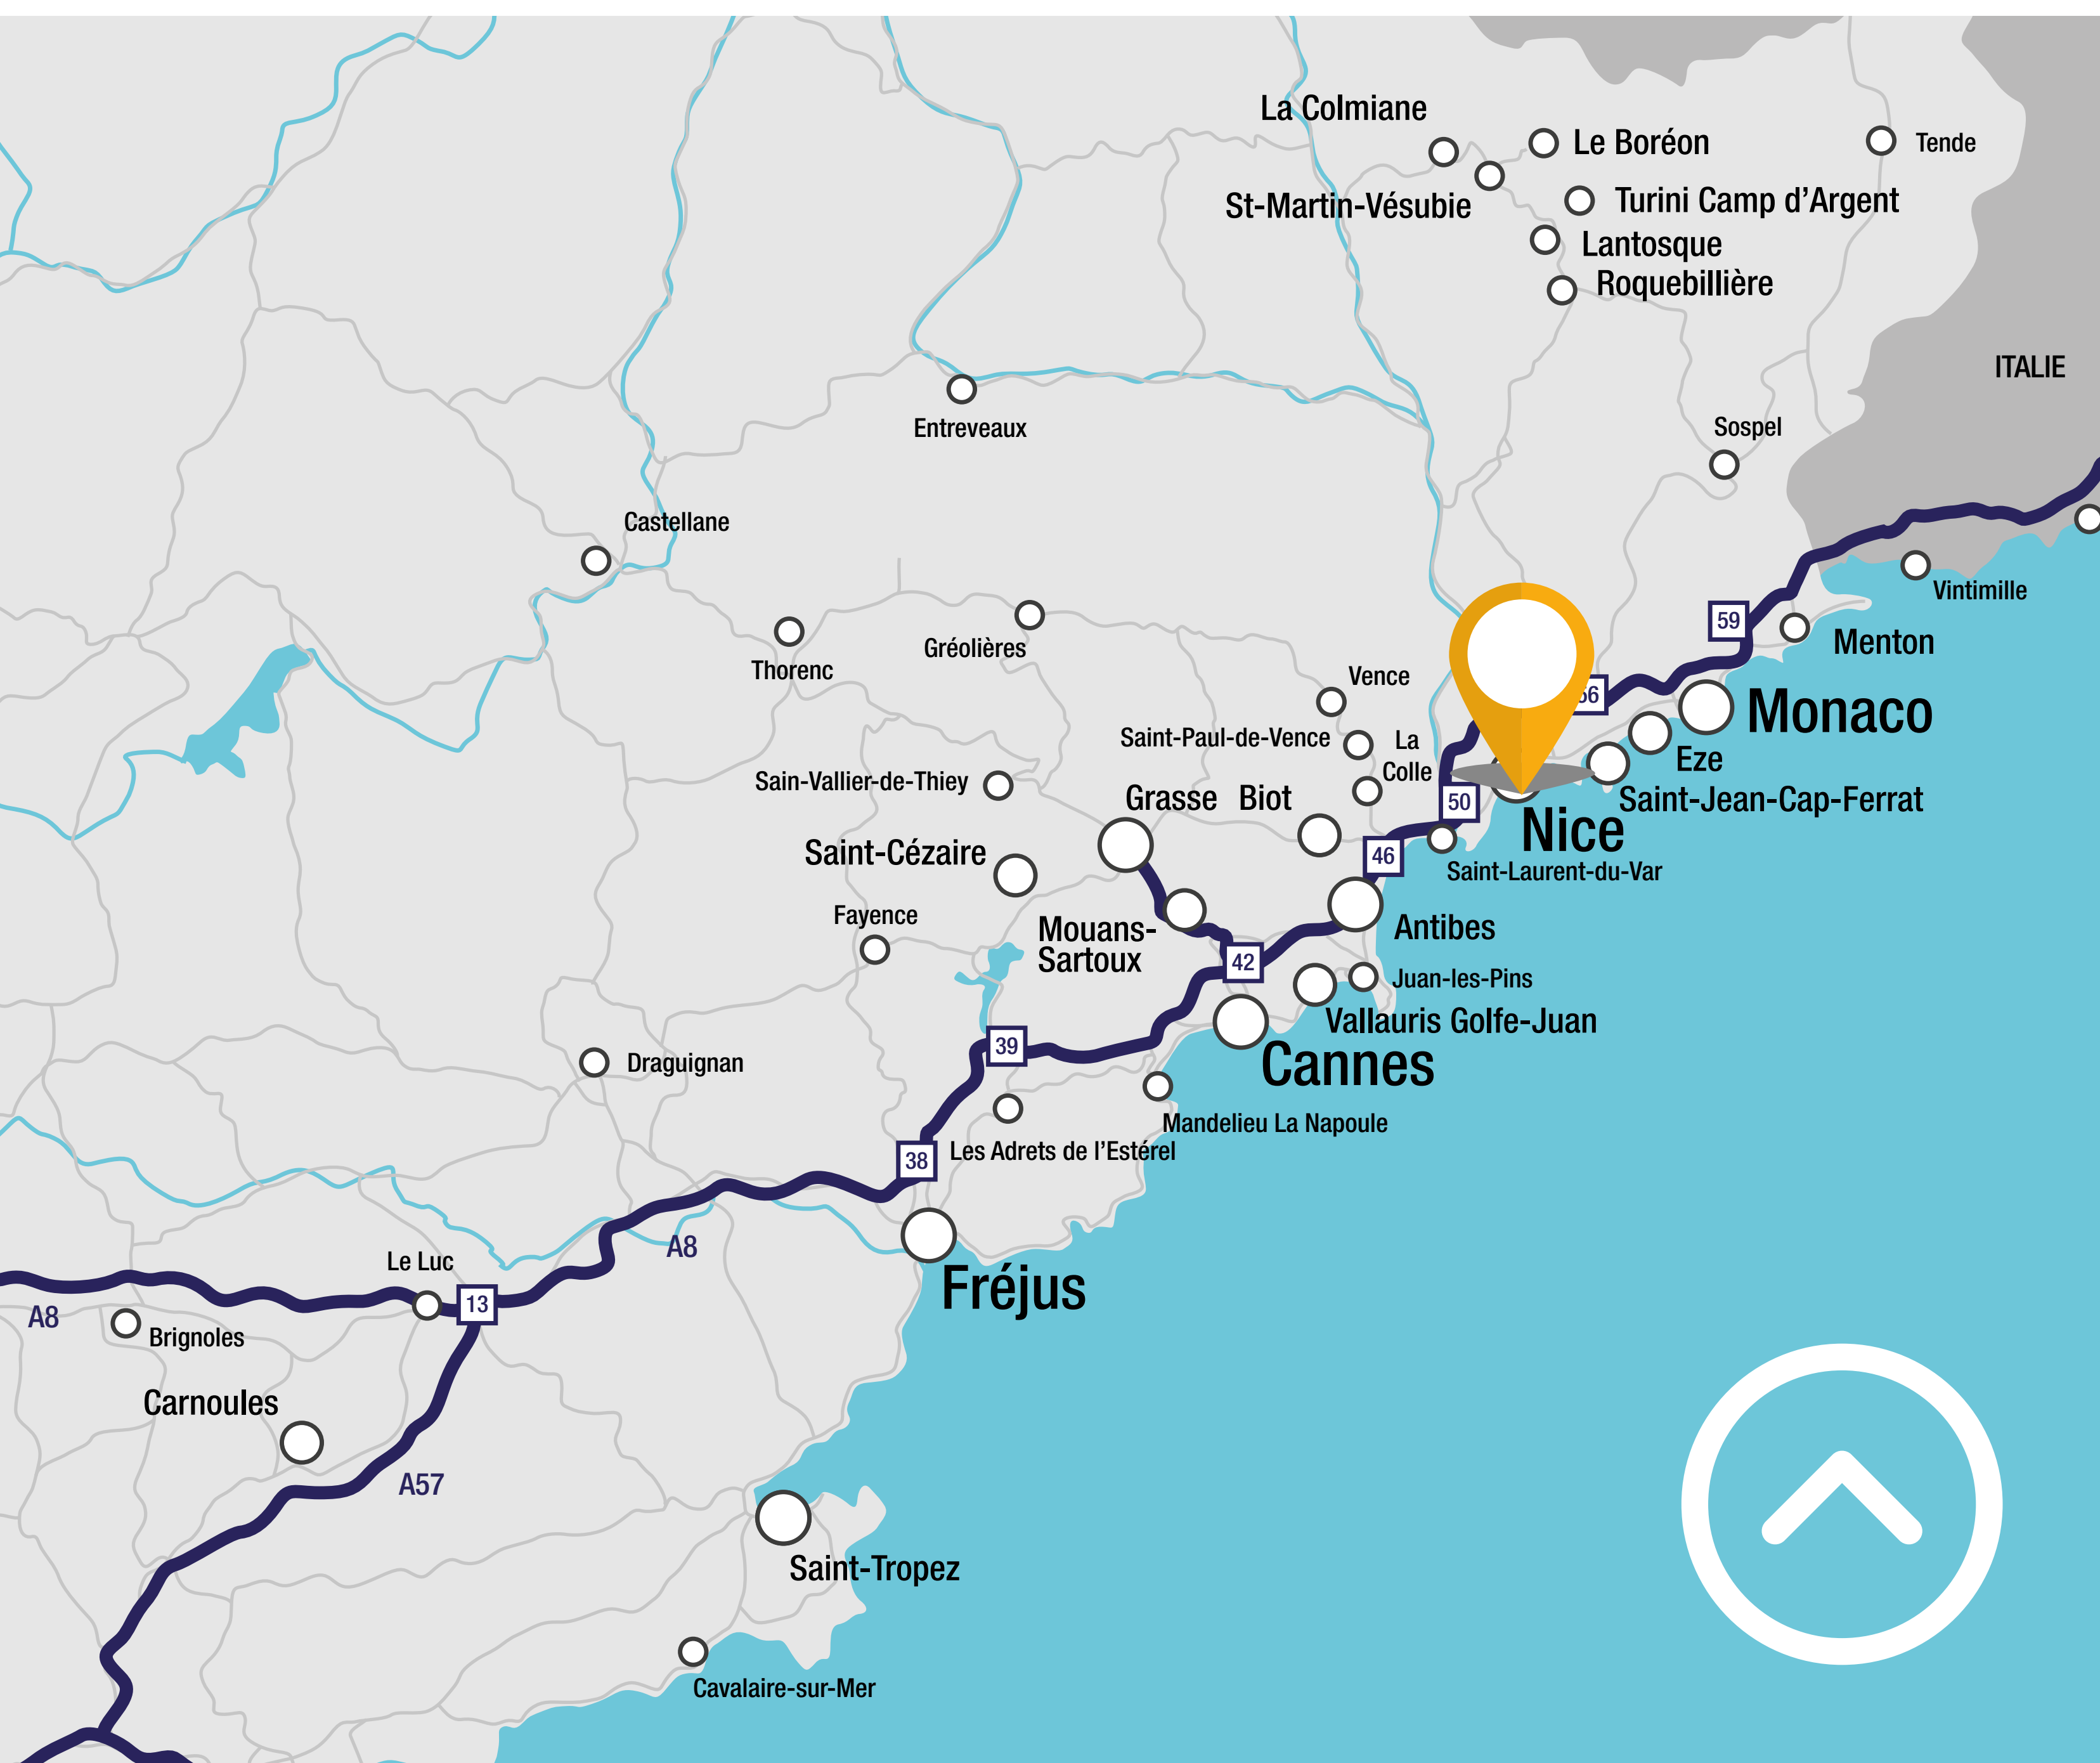 La Colmiane
Le Boréon
Tende
St-Martin-Vésubie
Turini Camp d'Argent
Lantosque
Roquebillière
ITALIE
Entreveaux
Sospel
Castellane
Vintimille
59
Menton
Gréolières
Thorenc
Vence
56
Monaco
Saint-Paul-de-Vence
La
Colle
Eze
Sain-Vallier-de-Thiey
Grasse
Biot
50
Saint-Jean-Cap-Ferrat
Nice
Saint-Cézaire
46
Saint-Laurent-du-Var
Fayence
Mouans-
Sartoux
Antibes
42
Juan-les-Pins
Vallauris Golfe-Juan
39
Draguignan
Cannes
Mandelieu La Napoule
38
Les Adrets de l'Estérel
A8
Le Luc
Fréjus
13
A8
Brignoles
Carnoules
A57
Saint-Tropez
Cavalaire-sur-Mer